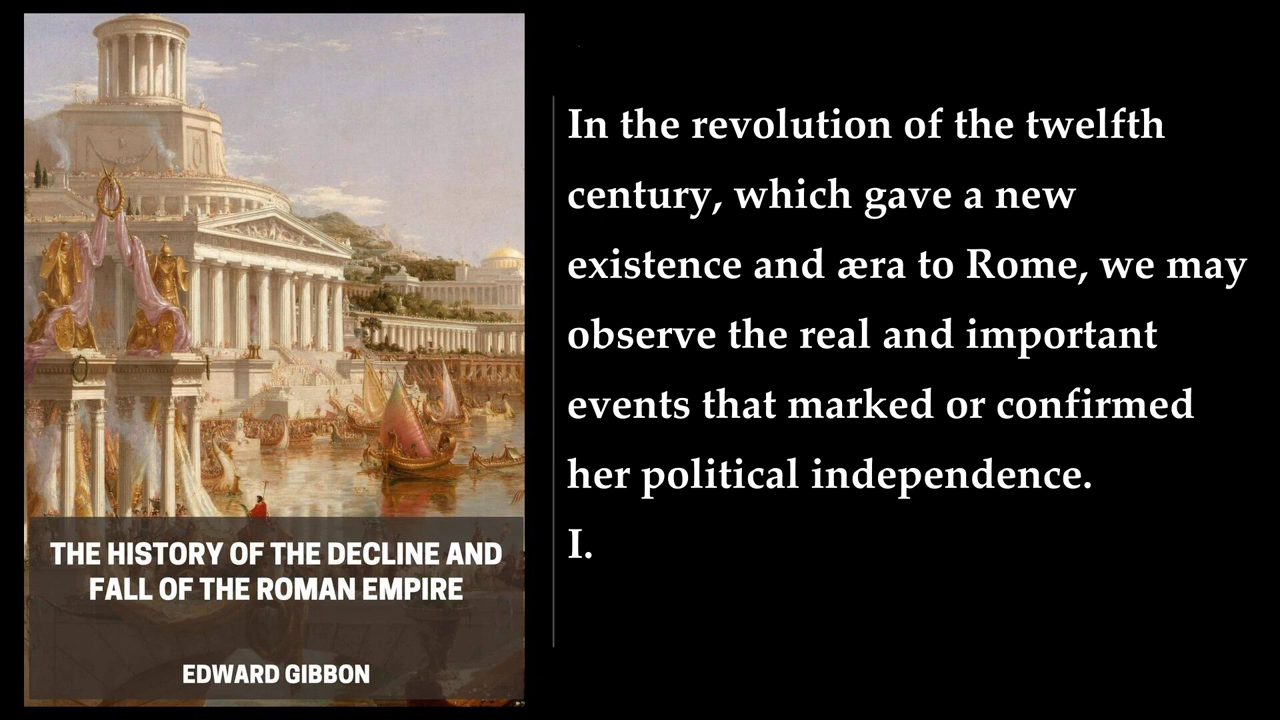 THE HISTORY OF THE DECLINE AND
FALL OF THE ROMAN EMPIRE
EDWARD GIBBON
In the revolution of the twelfth
century, which gave a new
existence and æra to Rome, we may
observe the real and important
events that marked or confirmed
her political independence.
I.